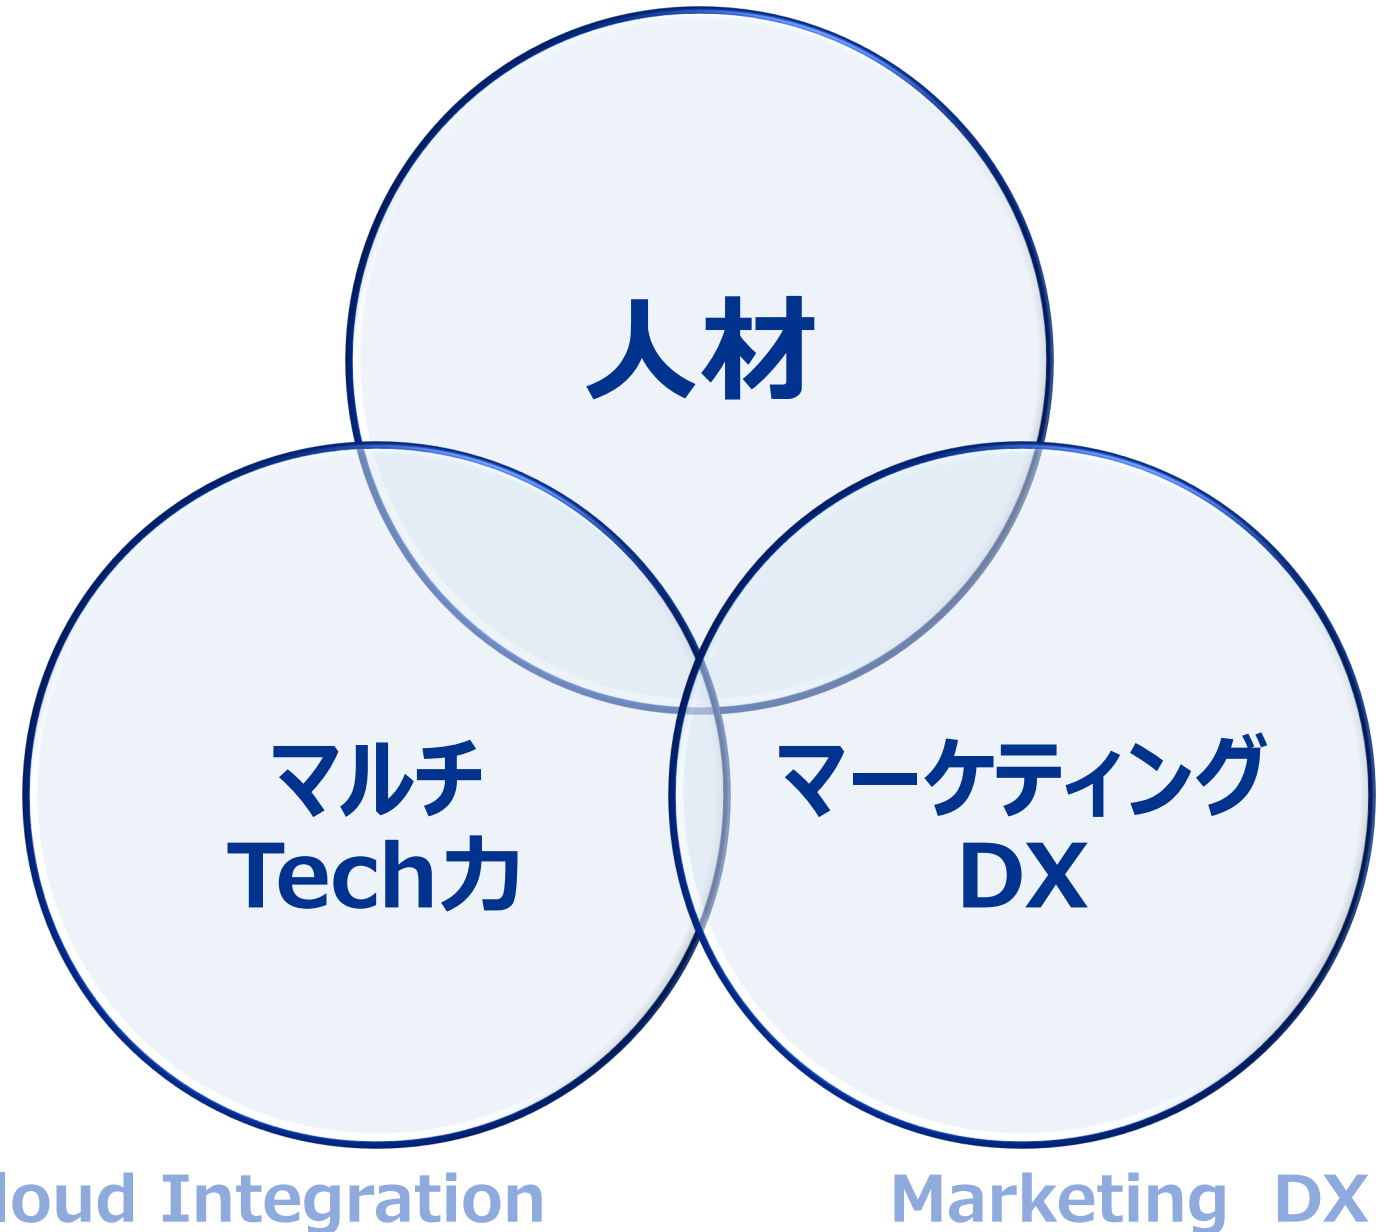 人材
マルチ
Tech力
マーケティング
DX
loud Integration
Marketing DX